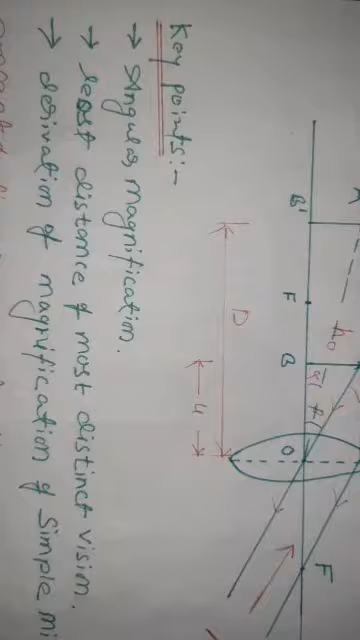 B'
F
B
O
F
h₀
α
D
u
Key points:-
→ Angular magnification.
→ least distance of most distinct vision.
→ derivation of magnification of Simple mi